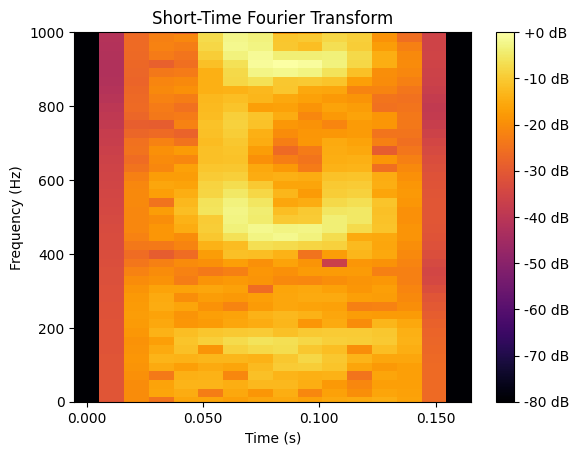 Short-Time Fourier Transform
Frequency (Hz)
1000
800
600
400
200
0
0.000
0.050
0.100
0.150
Time (s)
+0 dB
-10 dB
-20 dB
-30 dB
-40 dB
-50 dB
-60 dB
-70 dB
-80 dB